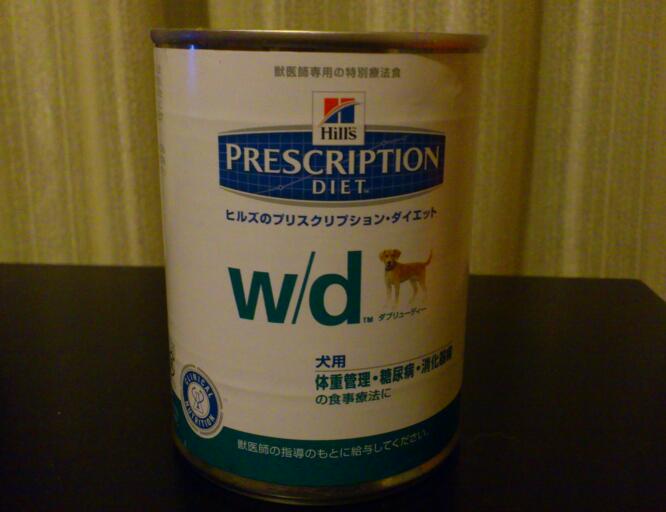 獣医師専用の特別療法食
Hill's
PRESCRIPTION
DIET™
ヒルズのプリスクリプション・ダイエット
w/d™
ダブリューディー
犬用
体重管理・糖尿病・消化器病
の食事療法に
CLINICAL
NUTRITION
獣医師の指導のもとに給与してください。